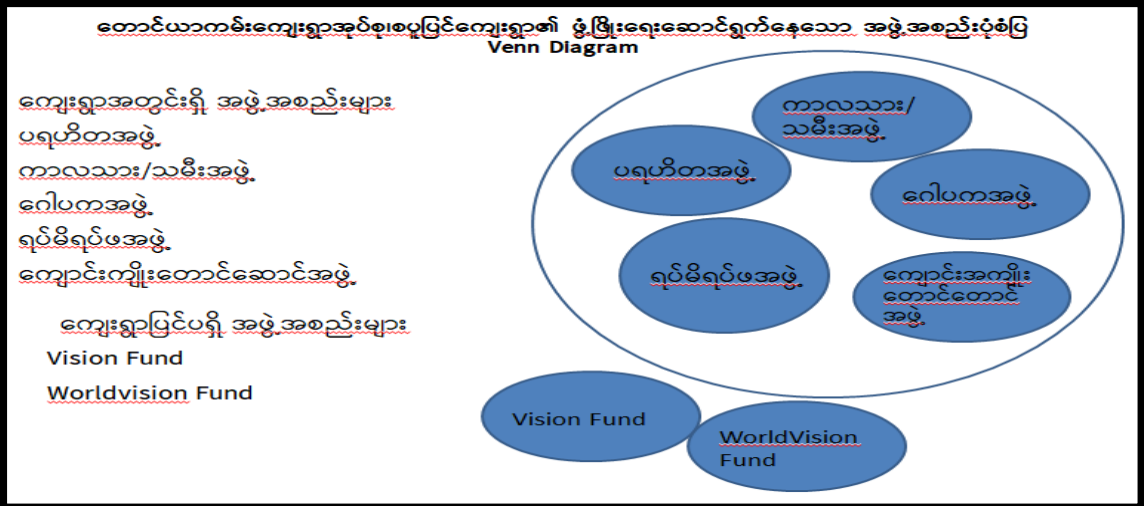 တောင်ယာကမ်းကျေးရွာအုပ်စု၊စပူပြင်ကျေးရွာ၏ ဖွံ့ဖြိုးရေးဆောင်ရွက်နေသော အဖွဲ့အစည်းပုံစံပြ
Venn Diagram
ကျေးရွာအတွင်းရှိ အဖွဲ့အစည်းများ
ပရဟိတအဖွဲ့
ကာလသား/သမီးအဖွဲ့
ဂေါပကအဖွဲ့
ရပ်မိရပ်ဖအဖွဲ့
ကျောင်းကျိုးတောင်ဆောင်အဖွဲ့
ကျေးရွာပြင်ပရှိ အဖွဲ့အစည်းများ
Vision Fund
Worldvision Fund
ကာလသား/
သမီးအဖွဲ့
ပရဟိတအဖွဲ့
ဂေါပကအဖွဲ့
ရပ်မိရပ်ဖအဖွဲ့
ကျောင်းအကျိုး
တောင်တောင်
အဖွဲ့
Vision Fund
WorldVision
Fund